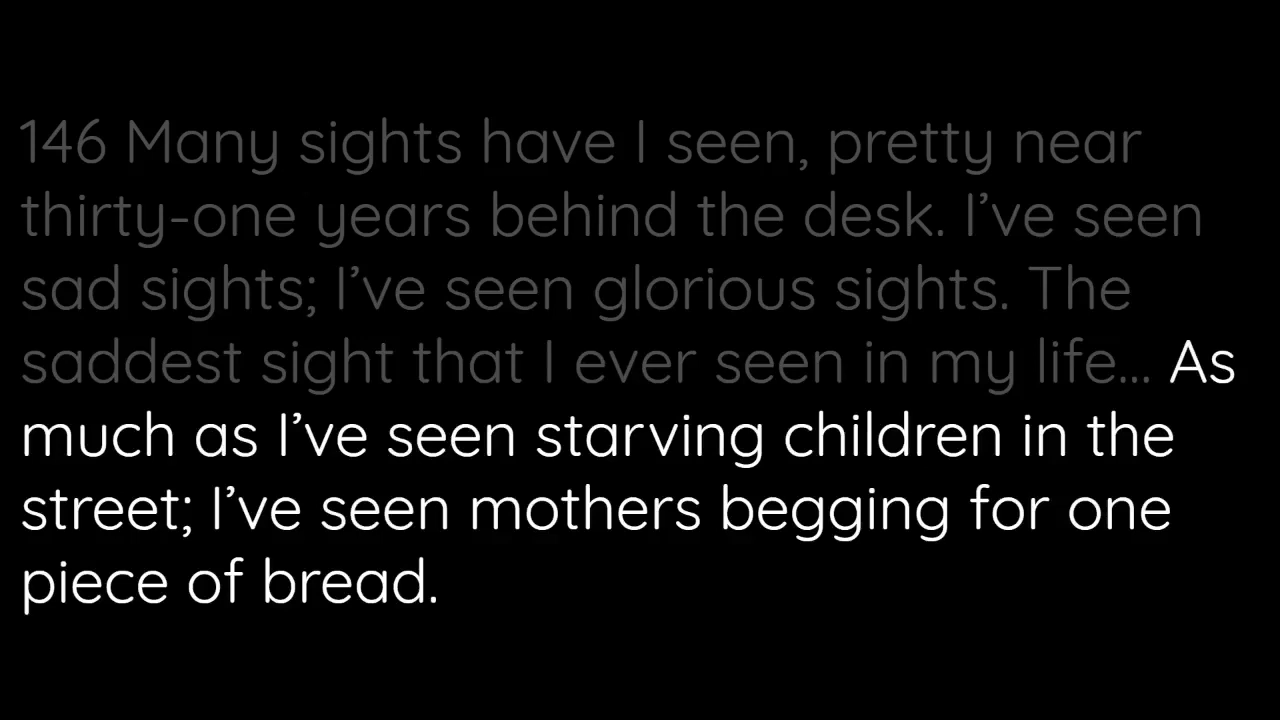 146 Many sights have I seen, pretty near
thirty-one years behind the desk. I’ve seen
sad sights; I’ve seen glorious sights. The
saddest sight that I ever seen in my life... As
much as I’ve seen starving children in the
street; I’ve seen mothers begging for one
piece of bread.